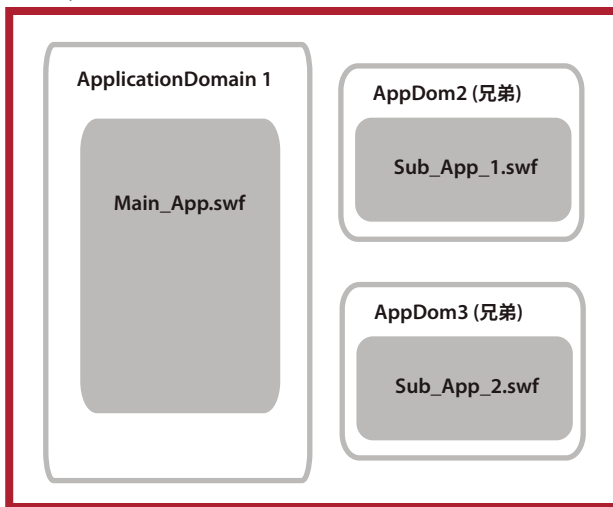 ApplicationDomain 1
Main_App.swf
AppDom2 (兄弟)
Sub_App_1.swf
AppDom3 (兄弟)
Sub_App_2.swf